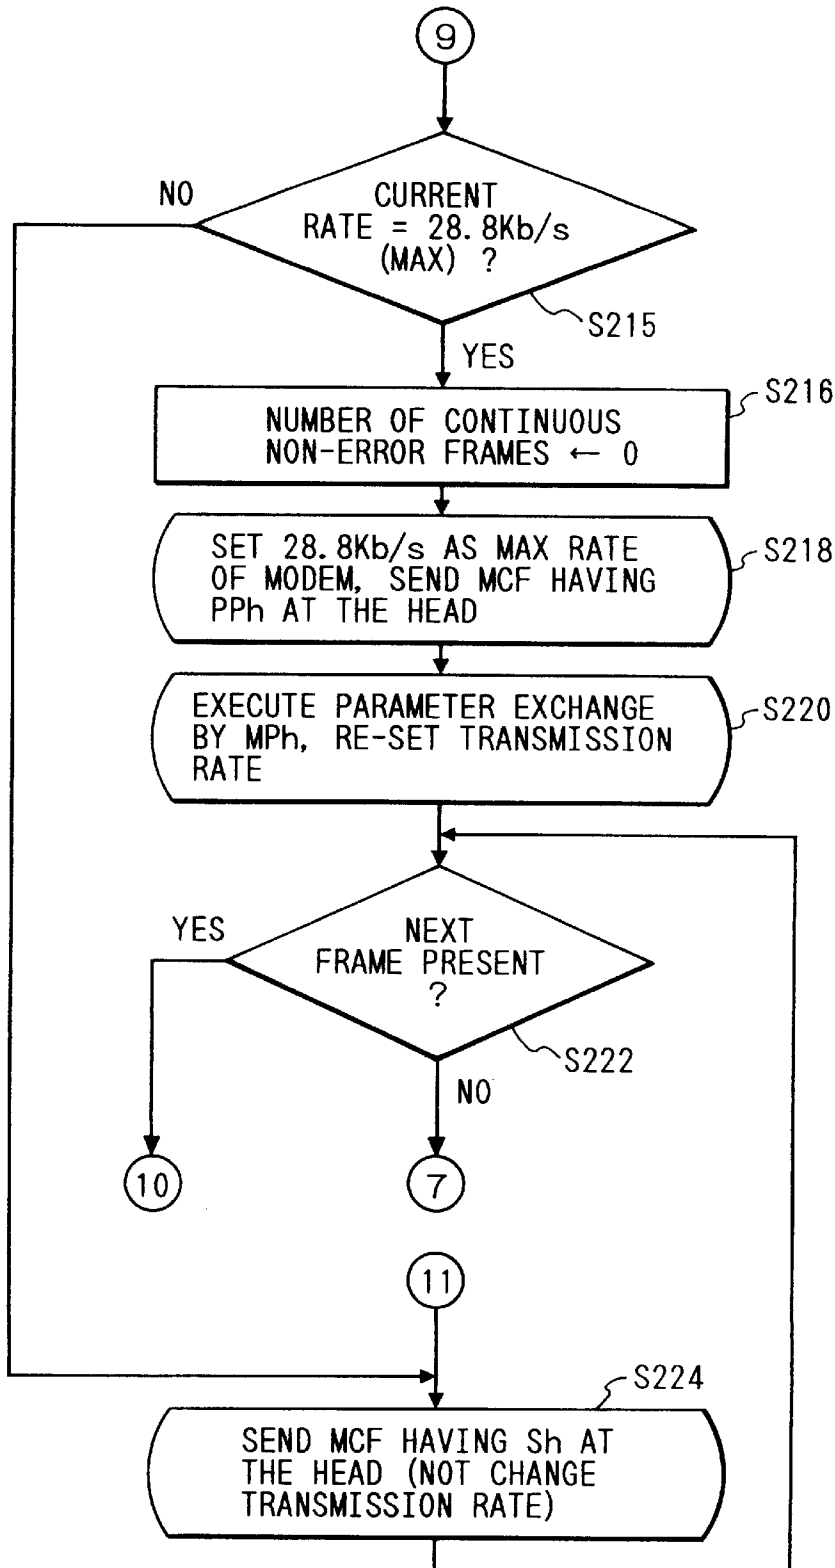 9
NO
CURRENT
RATE = 28.8Kb/s
(MAX) ?
S215
YES
S216
NUMBER OF CONTINUOUS
NON-ERROR FRAMES ← 0
S218
SET 28.8Kb/s AS MAX RATE
OF MODEM, SEND MCF HAVING
PPh AT THE HEAD
S220
EXECUTE PARAMETER EXCHANGE
BY MPh, RE-SET TRANSMISSION
RATE
YES
NEXT
FRAME PRESENT
?
S222
NO
10
7
11
S224
SEND MCF HAVING Sh AT
THE HEAD (NOT CHANGE
TRANSMISSION RATE)